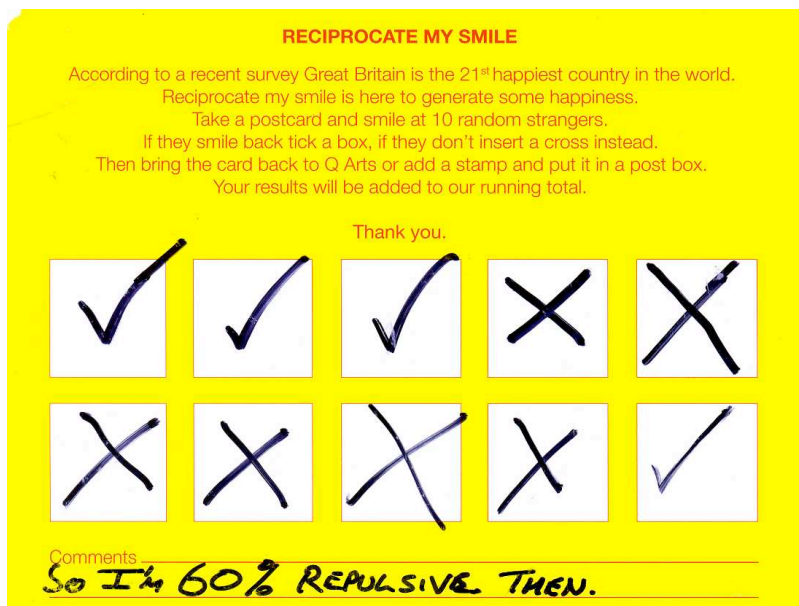 RECIPROCATE MY SMILE
According to a recent survey Great Britain is the 21st happiest country in the world.
Reciprocate my smile is here to generate some happiness.
Take a postcard and smile at 10 random strangers.
If they smile back tick a box, if they don't insert a cross instead.
Then bring the card back to Q Arts or add a stamp and put it in a post box.
Your results will be added to our running total.
Thank you.
Comments
So I'm 60% REPULSIVE THEN.